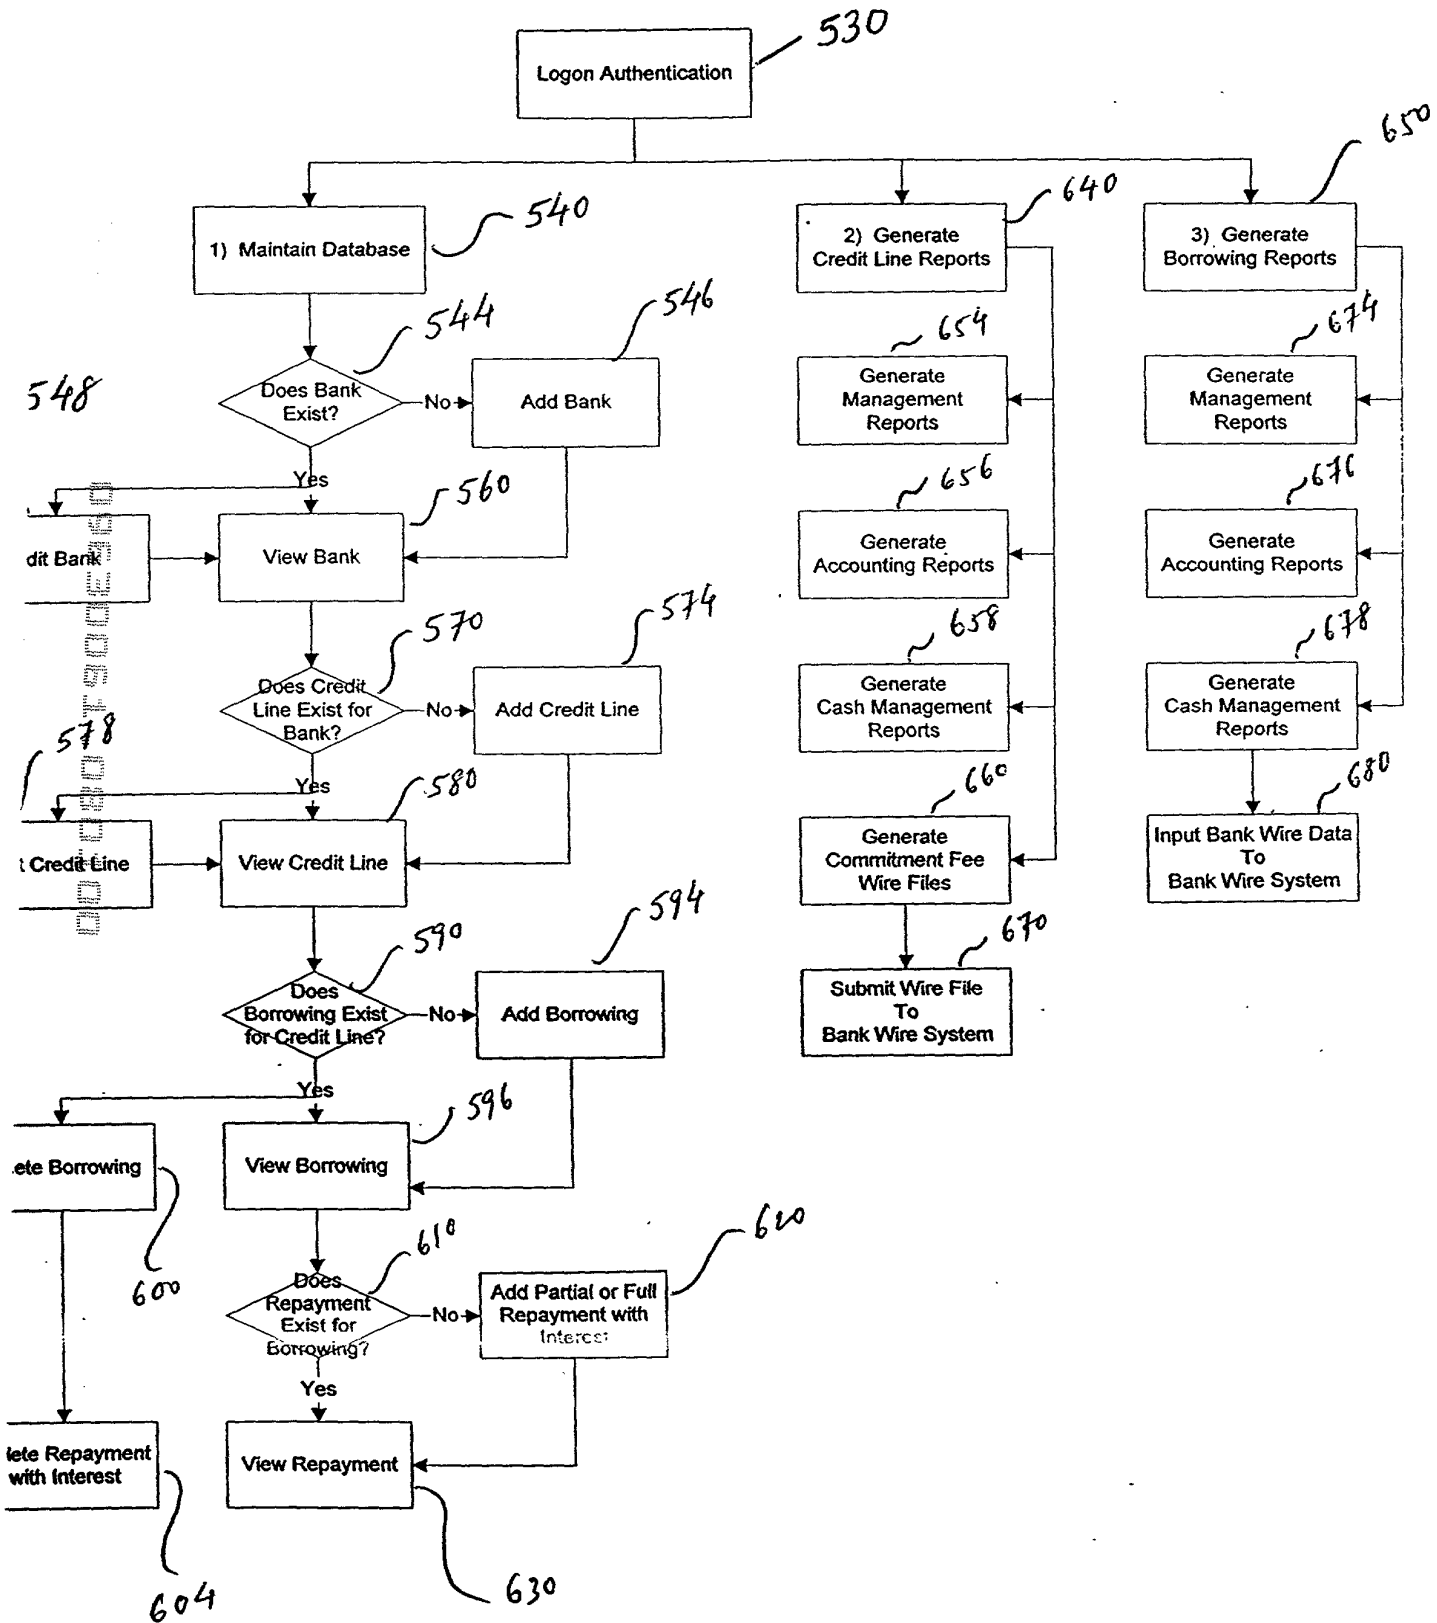 530
Logon Authentication
650
640
540
1) Maintain Database
2) Generate
Credit Line Reports
3) Generate
Borrowing Reports
544
546
654
674
548
Does Bank
Exist?
No
Add Bank
Generate
Management
Reports
Generate
Management
Reports
Yes
560
656
676
dit Bank
View Bank
Generate
Accounting Reports
Generate
Accounting Reports
570
574
658
678
Does Credit
Line Exist for
Bank?
No
Add Credit Line
Generate
Cash Management
Reports
Generate
Cash Management
Reports
578
Yes
580
660
680
t Credit Line
View Credit Line
Generate
Commitment Fee
Wire Files
Input Bank Wire Data
To
Bank Wire System
590
594
670
Does
Borrowing Exist
for Credit Line?
No
Add Borrowing
Submit Wire File
To
Bank Wire System
Yes
596
ete Borrowing
View Borrowing
600
610
620
Does
Repayment
Exist for
Borrowing?
No
Add Partial or Full
Repayment with
Interest
Yes
lete Repayment
with Interest
View Repayment
604
630